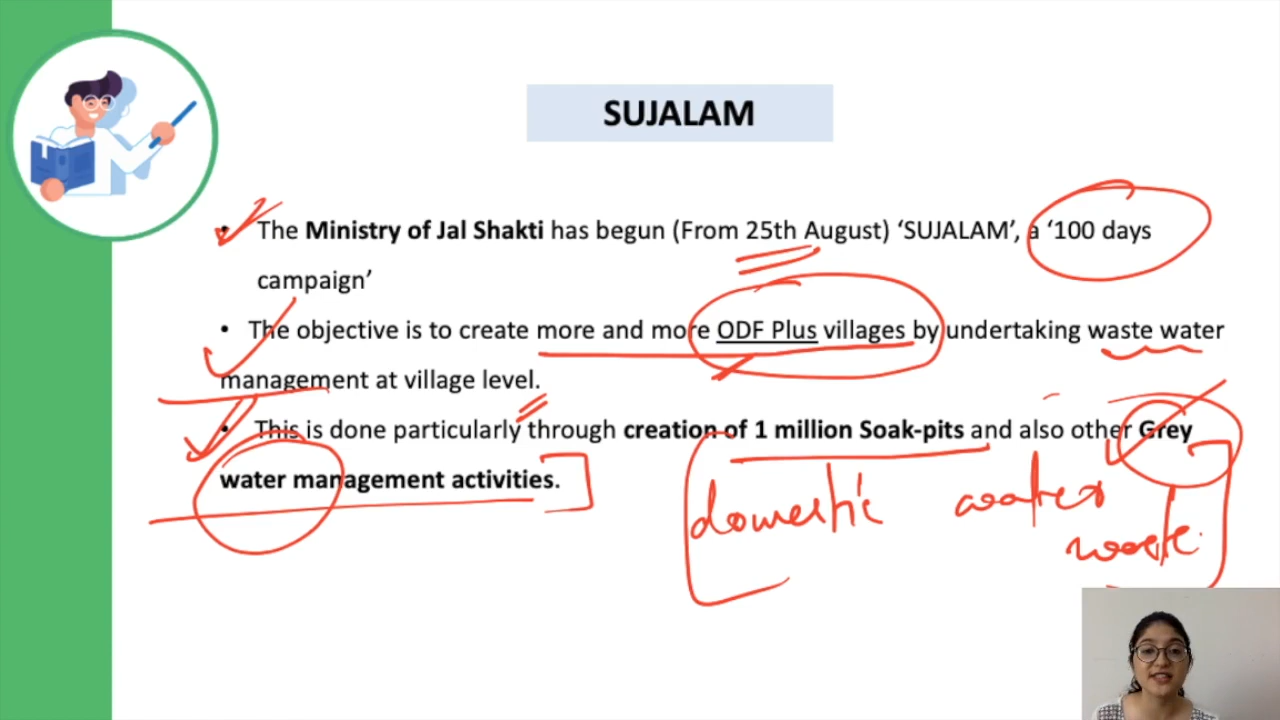 SUJALAM
• The Ministry of Jal Shakti has begun (From 25th August) ‘SUJALAM’, a ‘100 days
campaign’
• The objective is to create more and more ODF Plus villages by undertaking waste water
management at village level.
• This is done particularly through creation of 1 million Soak-pits and also other Grey
water management activities.
domestic water
waste